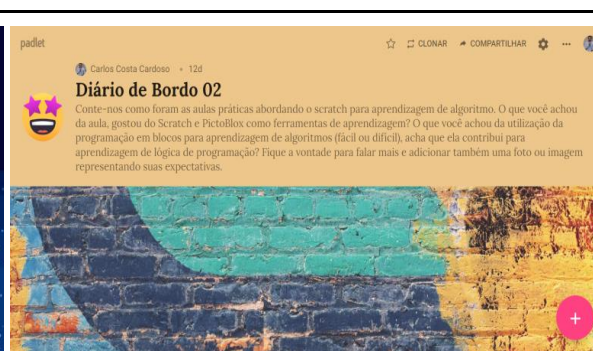 padlet
CLONAR COMPARTILHAR
Carlos Costa Cardoso • 12d
Diário de Bordo 02
Conte-nos como foram as aulas práticas abordando o scratch para aprendizagem de algoritmo. O que você achou
da aula, gostou do Scratch e PictoBlox como ferramentas de aprendizagem? O que você achou da utilização da
programação em blocos para aprendizagem de algoritmos (fácil ou difícil), acha que ela contribui para
aprendizagem de lógica de programação? Fique a vontade para falar mais e adicionar também uma foto ou imagem
representando suas expectativas.